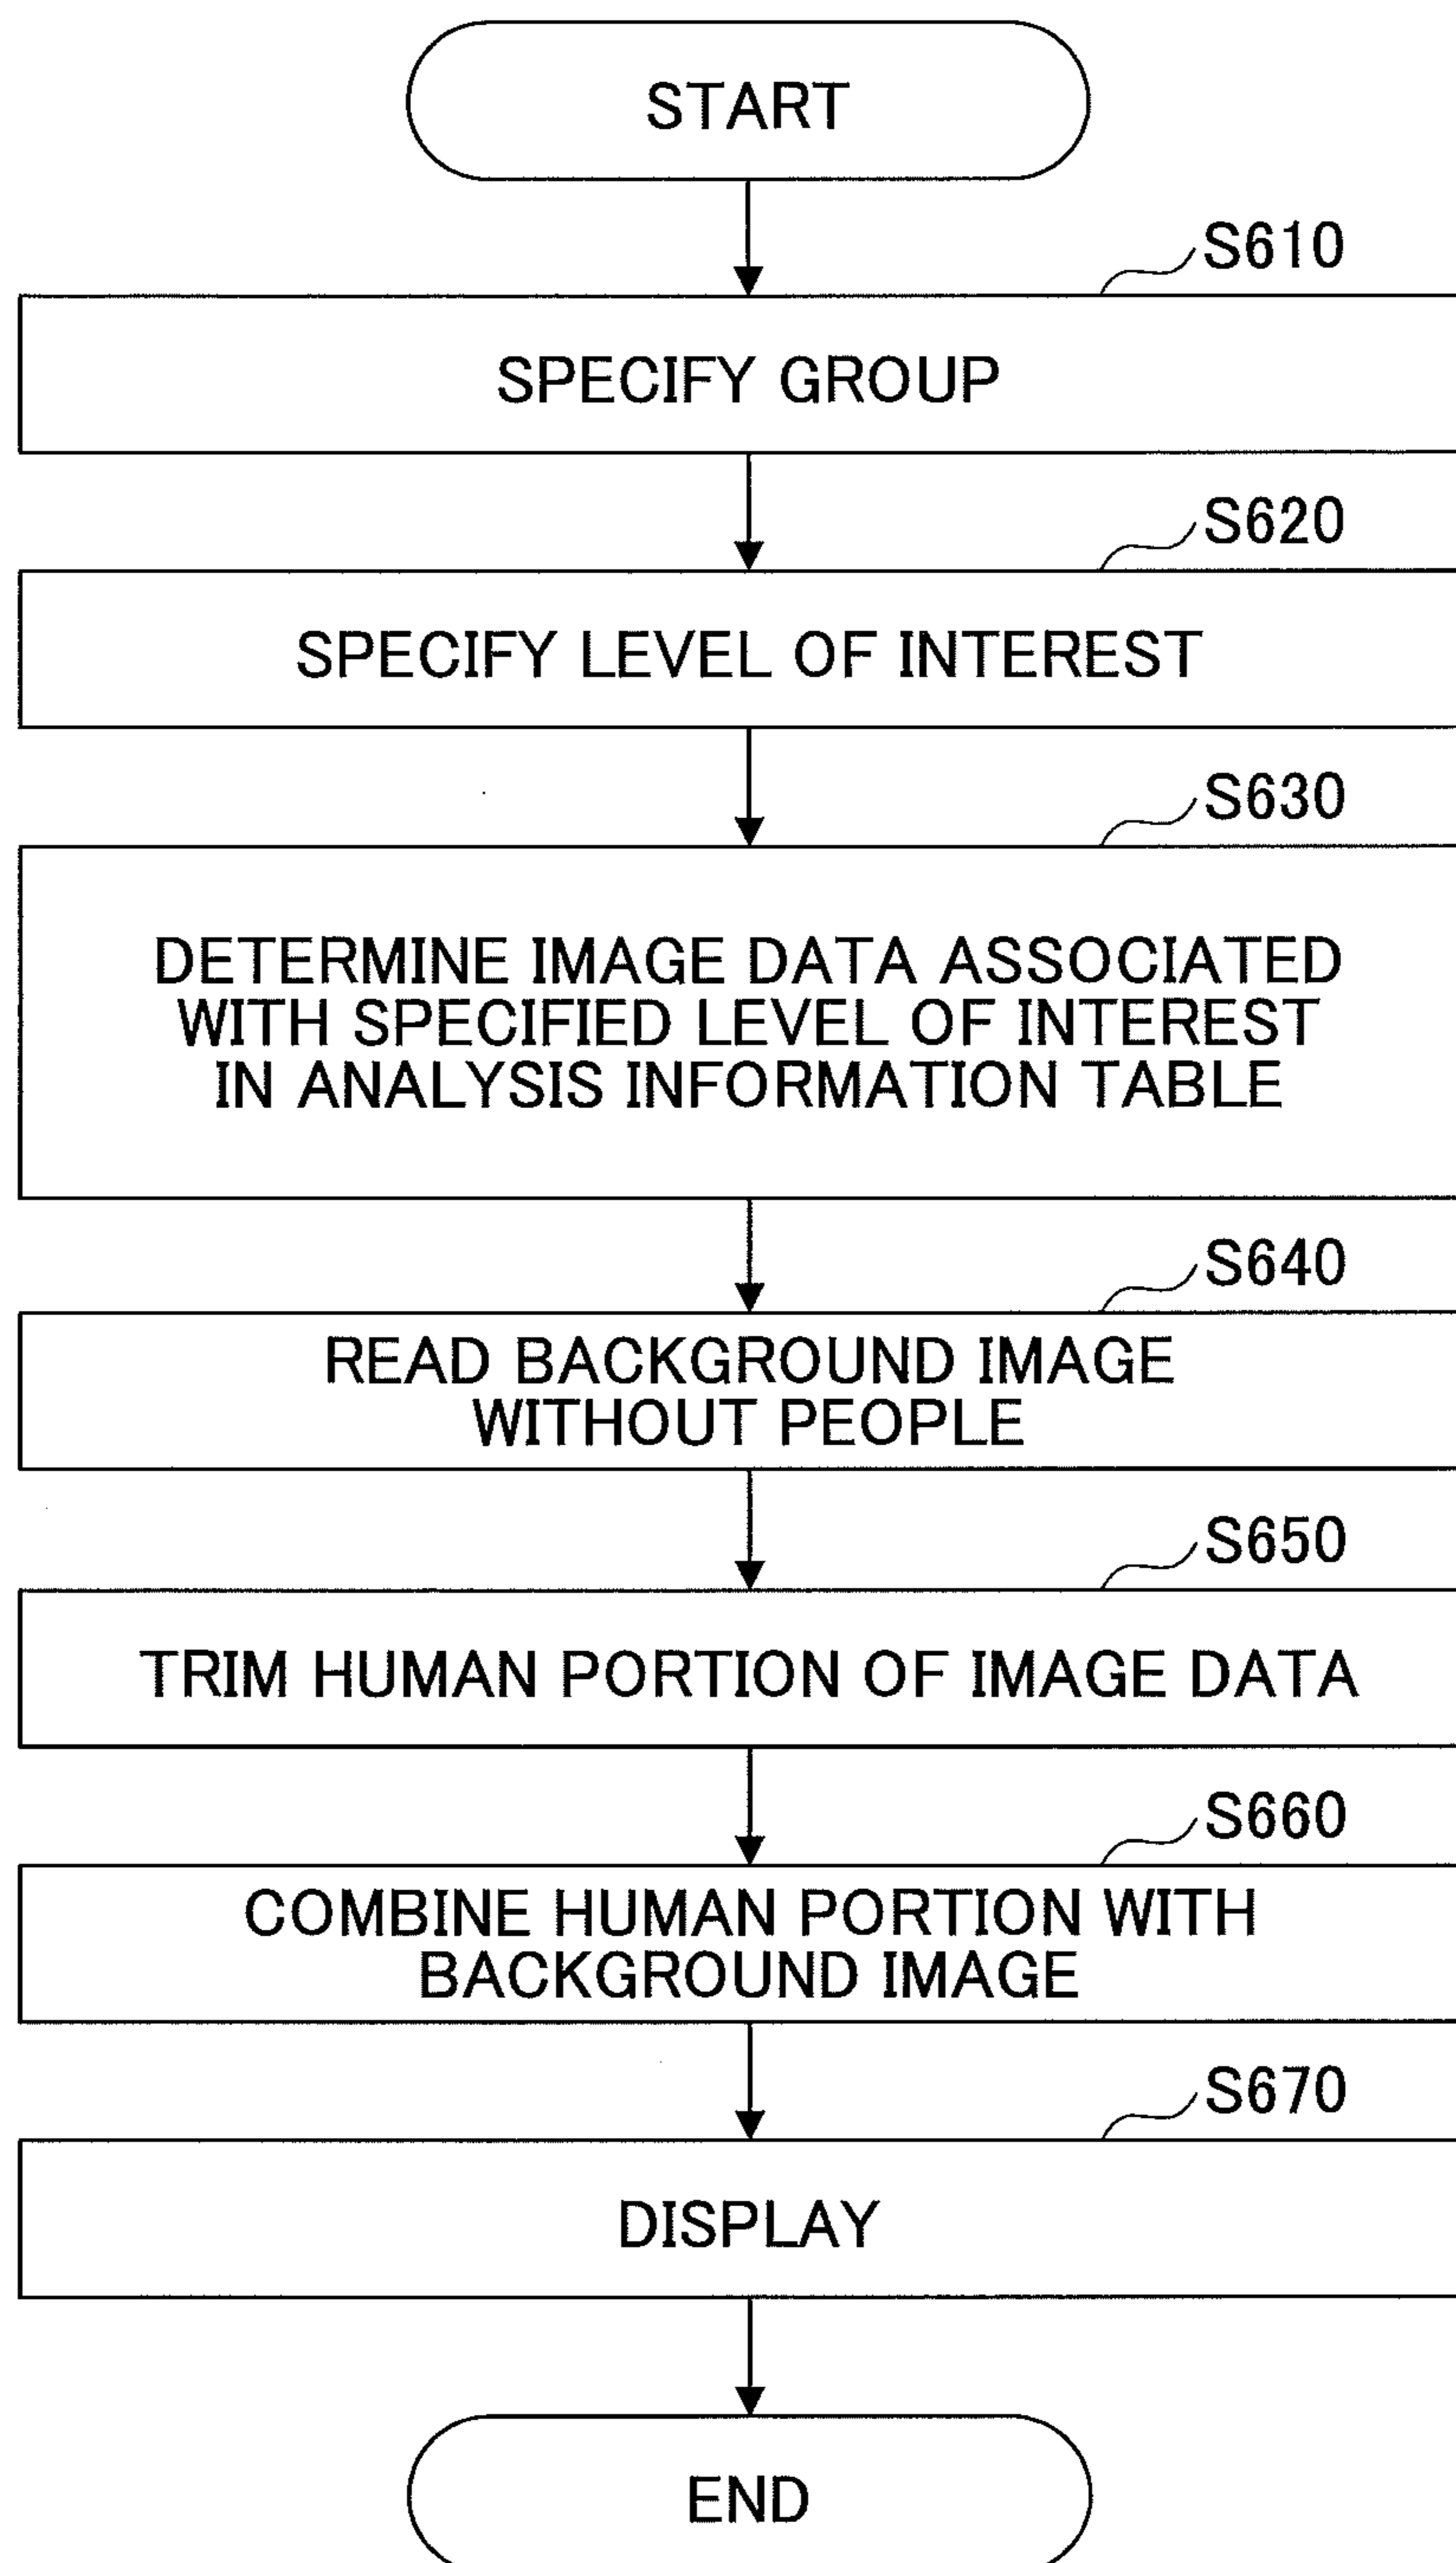 START
S610
SPECIFY GROUP
S620
SPECIFY LEVEL OF INTEREST
S630
DETERMINE IMAGE DATA ASSOCIATED
WITH SPECIFIED LEVEL OF INTEREST
IN ANALYSIS INFORMATION TABLE
S640
READ BACKGROUND IMAGE
WITHOUT PEOPLE
S650
TRIM HUMAN PORTION OF IMAGE DATA
S660
COMBINE HUMAN PORTION WITH
BACKGROUND IMAGE
S670
DISPLAY
END